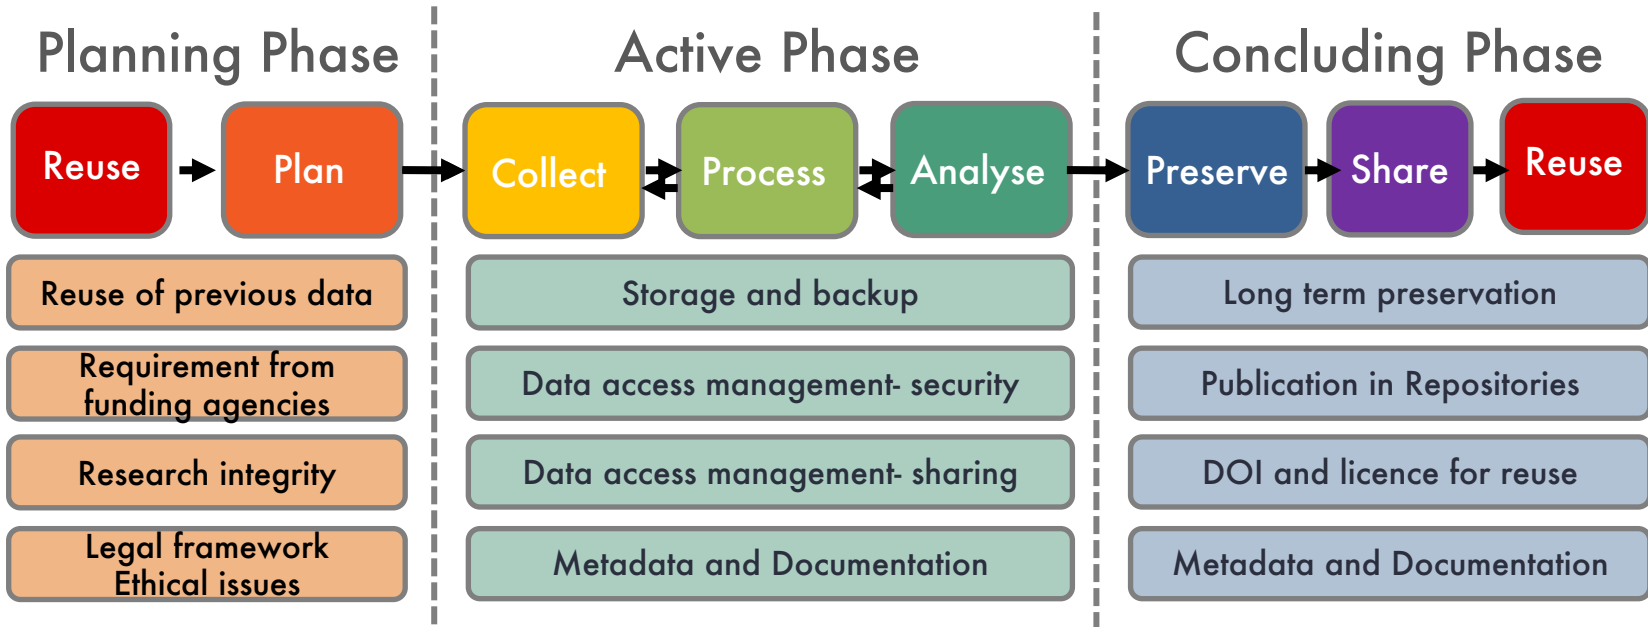 Planning Phase
Active Phase
Concluding Phase
Reuse
Plan
Collect
Process
Analyse
Preserve
Share
Reuse
Reuse of previous data
Requirement from
funding agencies
Research integrity
Legal framework
Ethical issues
Storage and backup
Data access management- security
Data access management- sharing
Metadata and Documentation
Long term preservation
Publication in Repositories
DOI and licence for reuse
Metadata and Documentation